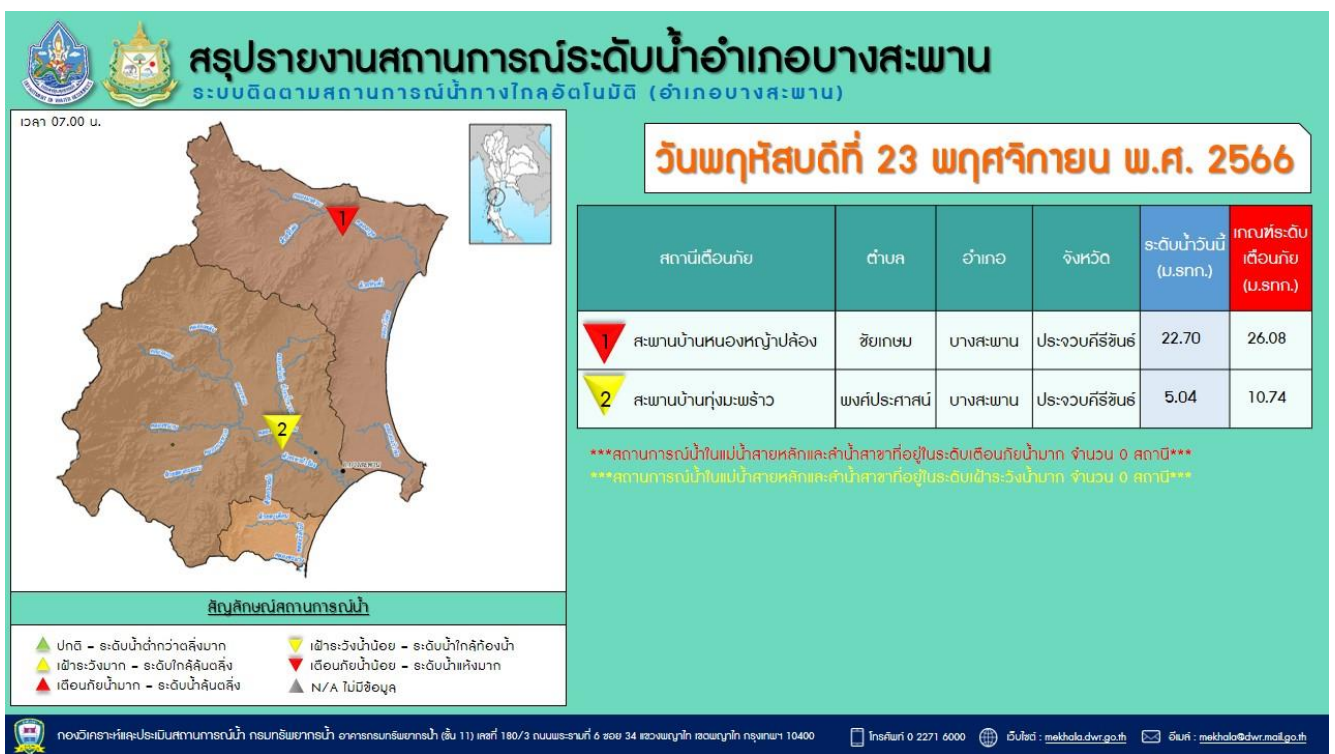 สรุปรายงานสถานการณ์ระดับน้ำอำเภอบางสะพาน
ระบบติดตามสถานการณ์น้ำทางไกลอัตโนมัติ (อำเภอบางสะพาน)
เวลา 07.00 น.
วันพฤหัสบดีที่ 23 พฤศจิกายน พ.ศ. 2566
สถานีเตือนภัย ตำบล อำเภอ จังหวัด ระดับน้ำวันนี้ (ม.รทก.) เกณฑ์ระดับเตือนภัย (ม.รทก.)
1 สะพานบ้านหนองหญ้าปล้อง ชัยเกษม บางสะพาน ประจวบคีรีขันธ์ 22.70 26.08
2 สะพานบ้านทุ่งมะพร้าว พงศ์ประศาสน์ บางสะพาน ประจวบคีรีขันธ์ 5.04 10.74
***สถานการณ์น้ำในแม่น้ำสายหลักและลำน้ำสาขาที่อยู่ในระดับเตือนภัยน้ำมาก จำนวน 0 สถานี***
***สถานการณ์น้ำในแม่น้ำสายหลักและลำน้ำสาขาที่อยู่ในระดับเฝ้าระวังน้ำมาก จำนวน 0 สถานี***
1
2
สัญลักษณ์สถานการณ์น้ำ
ปกติ - ระดับน้ำต่ำกว่าตลิ่งมาก
เฝ้าระวังมาก - ระดับใกล้ล้นตลิ่ง
เตือนภัยน้ำมาก - ระดับน้ำล้นตลิ่ง
เฝ้าระวังน้ำน้อย - ระดับน้ำใกล้ท้องน้ำ
เตือนภัยน้ำน้อย - ระดับน้ำแห้งมาก
N/A ไม่มีข้อมูล
กองวิเคราะห์และประเมินสถานการณ์น้ำ กรมทรัพยากรน้ำ อาคารกรมทรัพยากรน้ำ (ชั้น 11) เลขที่ 180/3 ถนนพระรามที่ 6 ซอย 34 แขวงพญาไท เขตพญาไท กรุงเทพฯ 10400 โทรศัพท์ 0 2271 6000 เว็บไซต์ : mekhala.dwr.go.th อีเมล์ : mekhala@dwr.mail.go.th